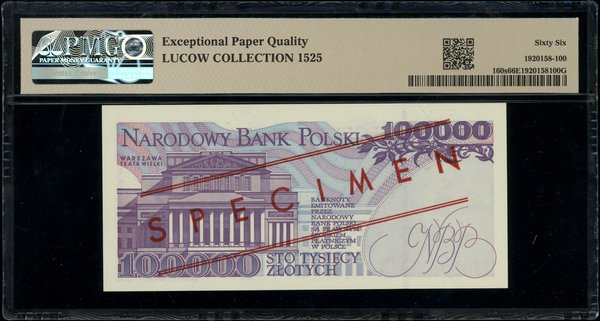 PMG
PAPER MONEY GUARANTY
Exceptional Paper Quality
LUCOW COLLECTION 1525
Sixty Six
1920158-100
160s66E1920158100G
NARODOWY BANK POLSKI
100000
WARSZAWA
TEATR WIELKI
SPECIMEN
BANKNOTY
EMITOWANE
PRZEZ
NARODOWY
BANK POLSKI
SĄ PRAWNYM
ŚRODKIEM
PŁATNICZYM
W POLSCE
NBP
100000
STO TYSIĘCY
ZŁOTYCH